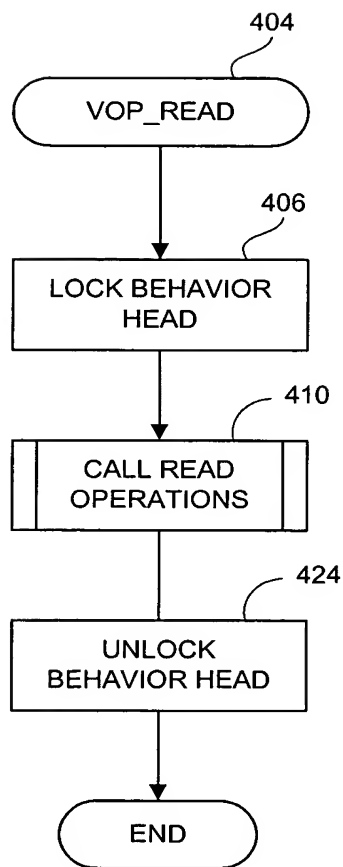 404
VOP_READ
406
LOCK BEHAVIOR
HEAD
410
CALL READ
OPERATIONS
424
UNLOCK
BEHAVIOR HEAD
END